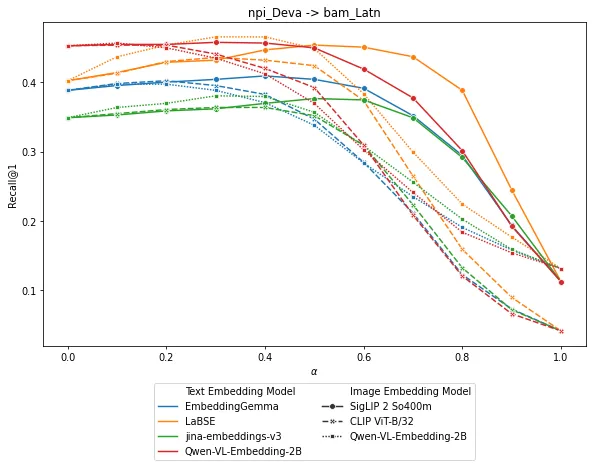 npi_Deva -> bam_Latn
Recall@1
0.4
0.3
0.2
0.1
0.0 0.2 0.4 0.6 0.8 1.0
α
Text Embedding Model Image Embedding Model
EmbeddingGemma SigLIP 2 So400m
LaBSE CLIP ViT-B/32
jina-embeddings-v3 Qwen-VL-Embedding-2B
Qwen-VL-Embedding-2B